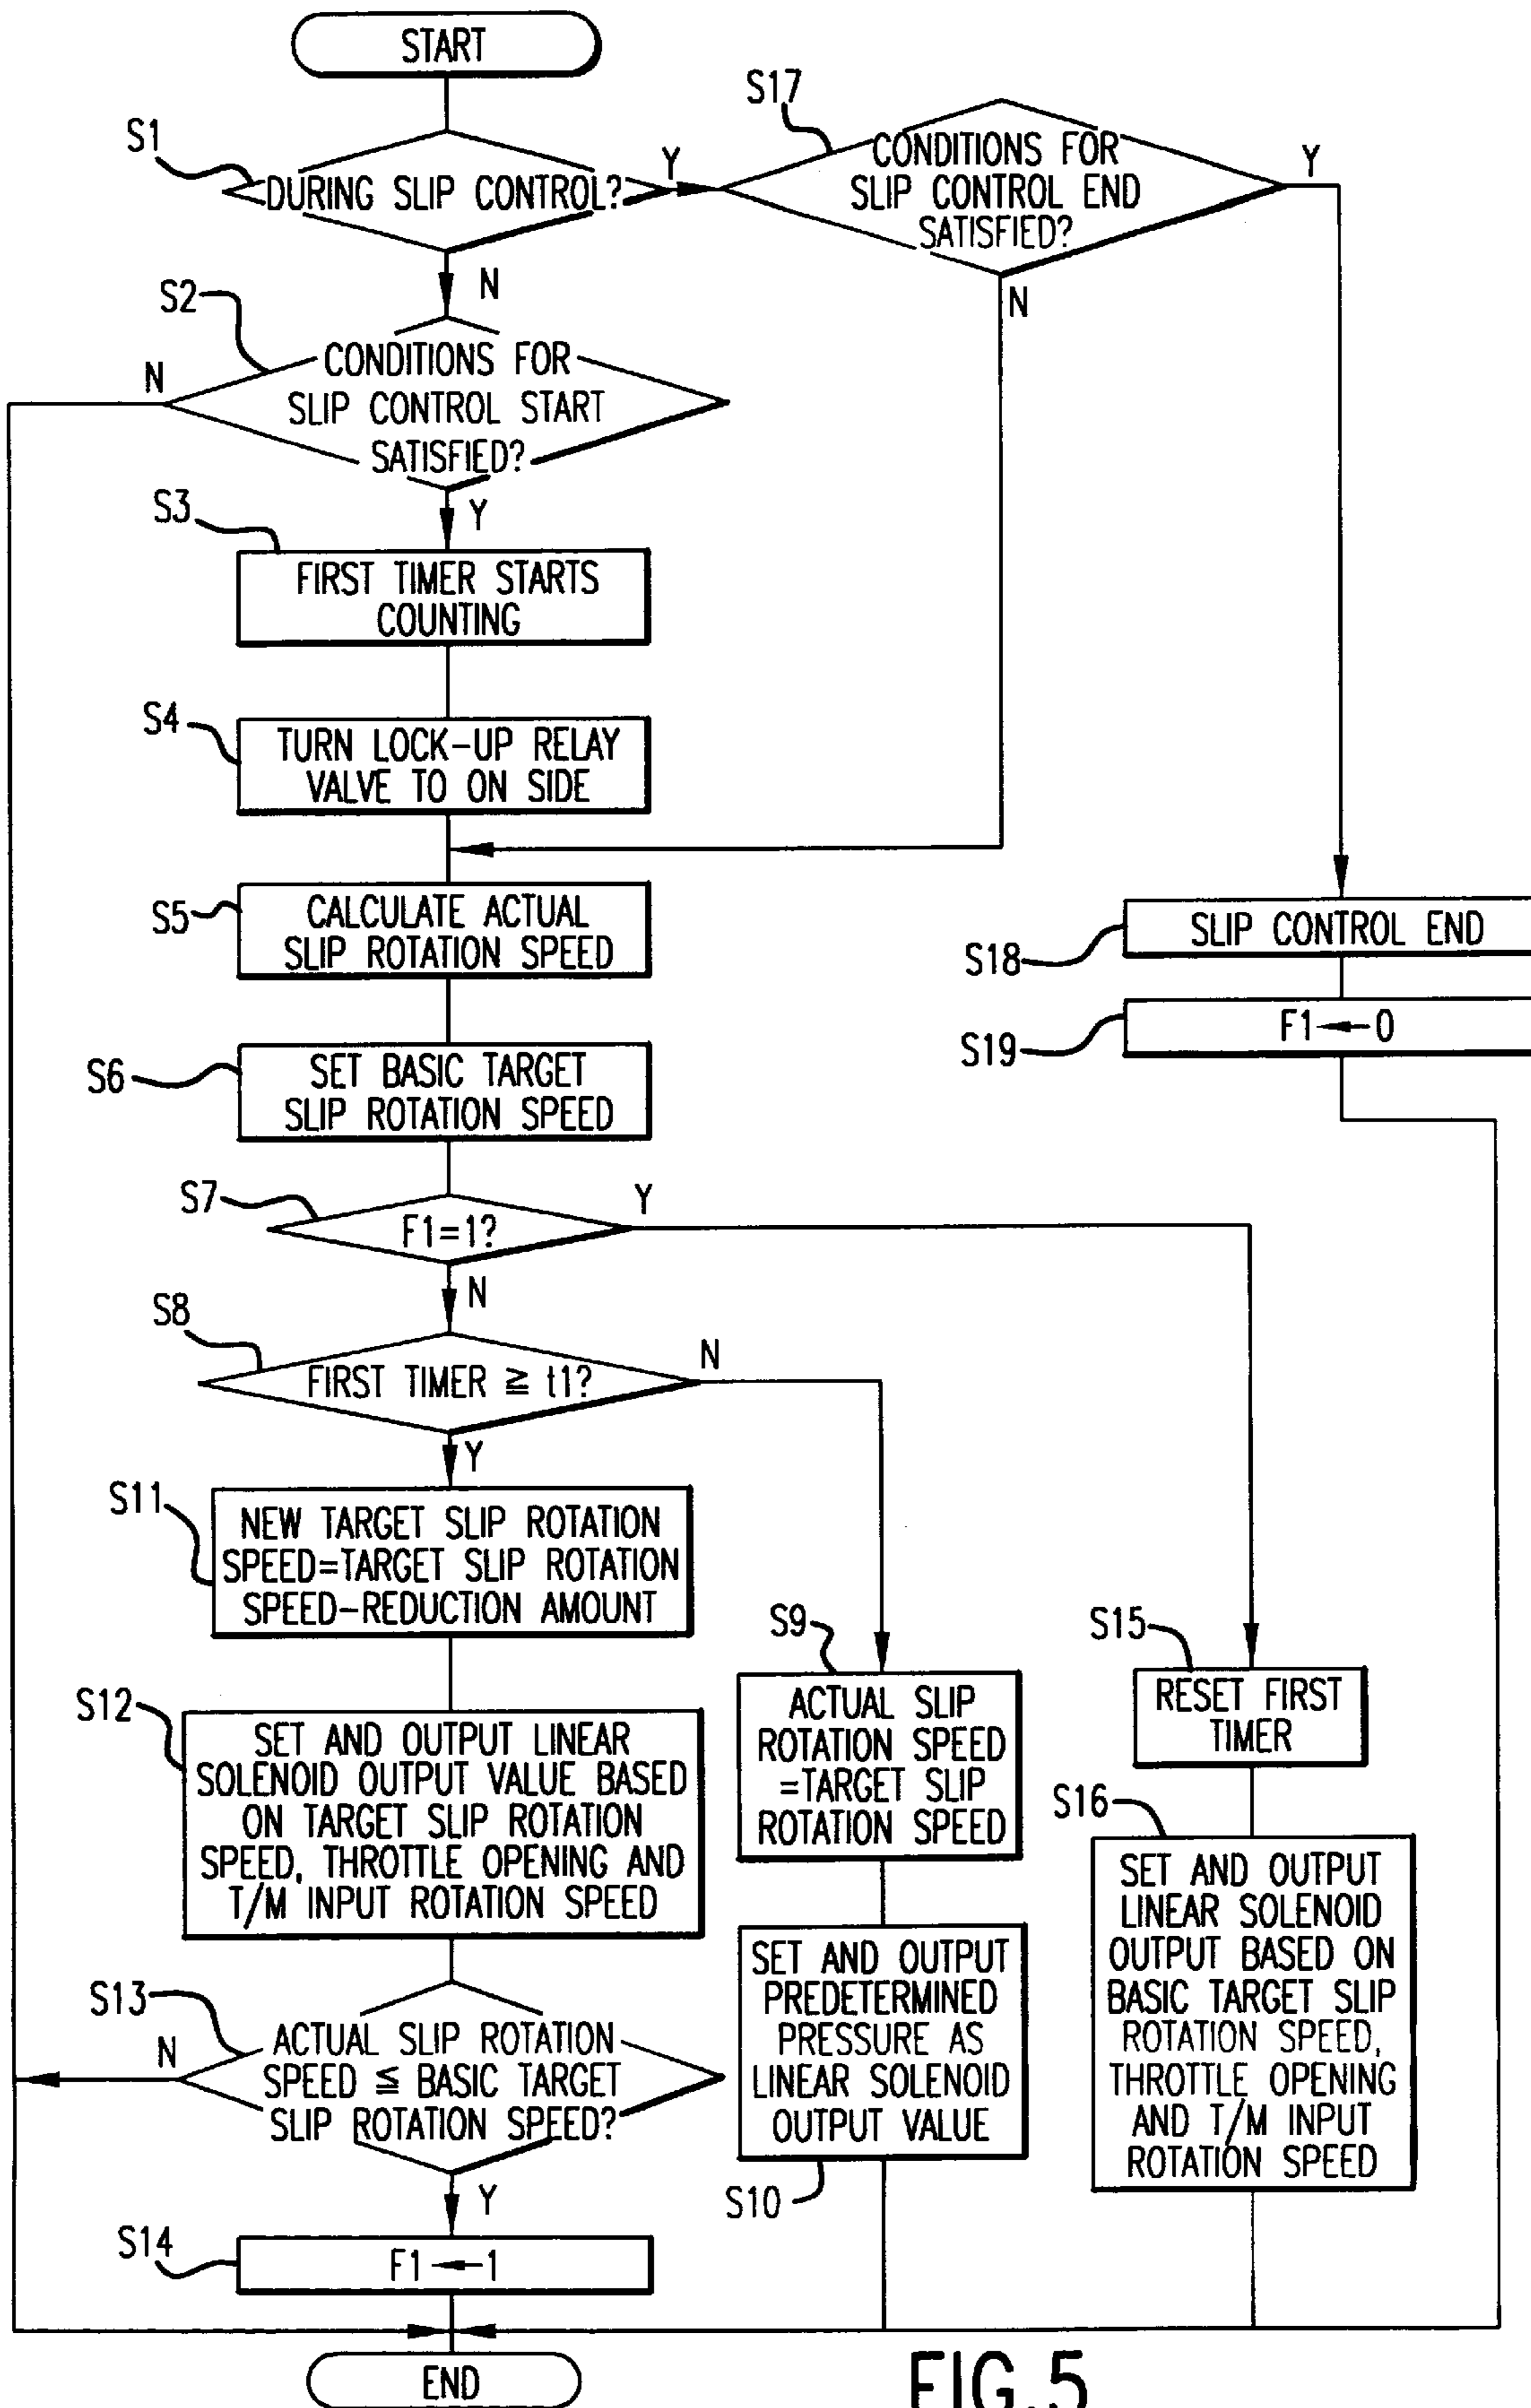 START
S1
DURING SLIP CONTROL?
Y
N
S17
CONDITIONS FOR
SLIP CONTROL END
SATISFIED?
Y
N
S2
CONDITIONS FOR
SLIP CONTROL START
SATISFIED?
N
Y
S3
FIRST TIMER STARTS
COUNTING
S4
TURN LOCK-UP RELAY
VALVE TO ON SIDE
S5
CALCULATE ACTUAL
SLIP ROTATION SPEED
S18
SLIP CONTROL END
S19
F1←0
S6
SET BASIC TARGET
SLIP ROTATION SPEED
S7
F1=1?
Y
N
S8
FIRST TIMER ≧ t1?
N
Y
S11
NEW TARGET SLIP ROTATION
SPEED=TARGET SLIP ROTATION
SPEED-REDUCTION AMOUNT
S12
SET AND OUTPUT LINEAR
SOLENOID OUTPUT VALUE BASED
ON TARGET SLIP ROTATION
SPEED, THROTTLE OPENING AND
T/M INPUT ROTATION SPEED
S9
ACTUAL SLIP
ROTATION SPEED
=TARGET SLIP
ROTATION SPEED
S10
SET AND OUTPUT
PREDETERMINED
PRESSURE AS
LINEAR SOLENOID
OUTPUT VALUE
S15
RESET FIRST
TIMER
S16
SET AND OUTPUT
LINEAR SOLENOID
OUTPUT BASED ON
BASIC TARGET SLIP
ROTATION SPEED,
THROTTLE OPENING
AND T/M INPUT
ROTATION SPEED
S13
ACTUAL SLIP ROTATION
SPEED ≦ BASIC TARGET
SLIP ROTATION SPEED?
N
Y
S14
F1←1
END
FIG.5